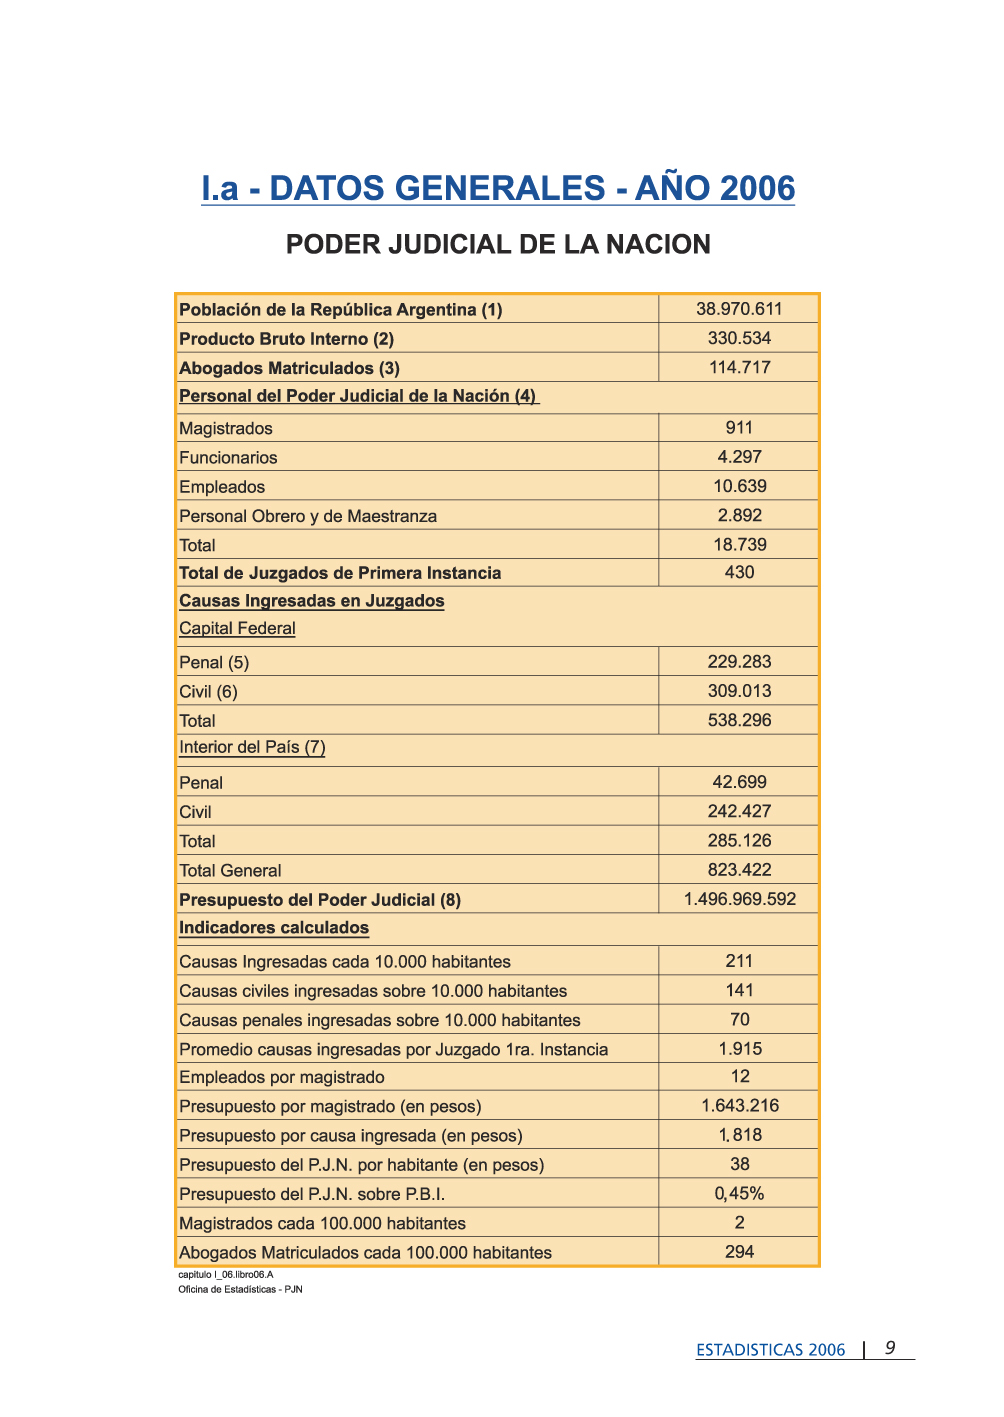 I.a - DATOS GENERALES - AÑO 2006
PODER JUDICIAL DE LA NACION
Población de la República Argentina (1) 38.970.611
Producto Bruto Interno (2) 330.534
Abogados Matriculados (3) 114.717
Personal del Poder Judicial de la Nación (4)
Magistrados 911
Funcionarios 4.297
Empleados 10.639
Personal Obrero y de Maestranza 2.892
Total 18.739
Total de Juzgados de Primera Instancia 430
Causas Ingresadas en Juzgados
Capital Federal
Penal (5) 229.283
Civil (6) 309.013
Total 538.296
Interior del País (7)
Penal 42.699
Civil 242.427
Total 285.126
Total General 823.422
Presupuesto del Poder Judicial (8) 1.496.969.592
Indicadores calculados
Causas Ingresadas cada 10.000 habitantes 211
Causas civiles ingresadas sobre 10.000 habitantes 141
Causas penales ingresadas sobre 10.000 habitantes 70
Promedio causas ingresadas por Juzgado 1ra. Instancia 1.915
Empleados por magistrado 12
Presupuesto por magistrado (en pesos) 1.643.216
Presupuesto por causa ingresada (en pesos) 1.818
Presupuesto del P.J.N. por habitante (en pesos) 38
Presupuesto del P.J.N. sobre P.B.I. 0,45%
Magistrados cada 100.000 habitantes 2
Abogados Matriculados cada 100.000 habitantes 294
capitulo I_06.libro06.A
Oficina de Estadísticas - PJN
ESTADISTICAS 2006 | 9